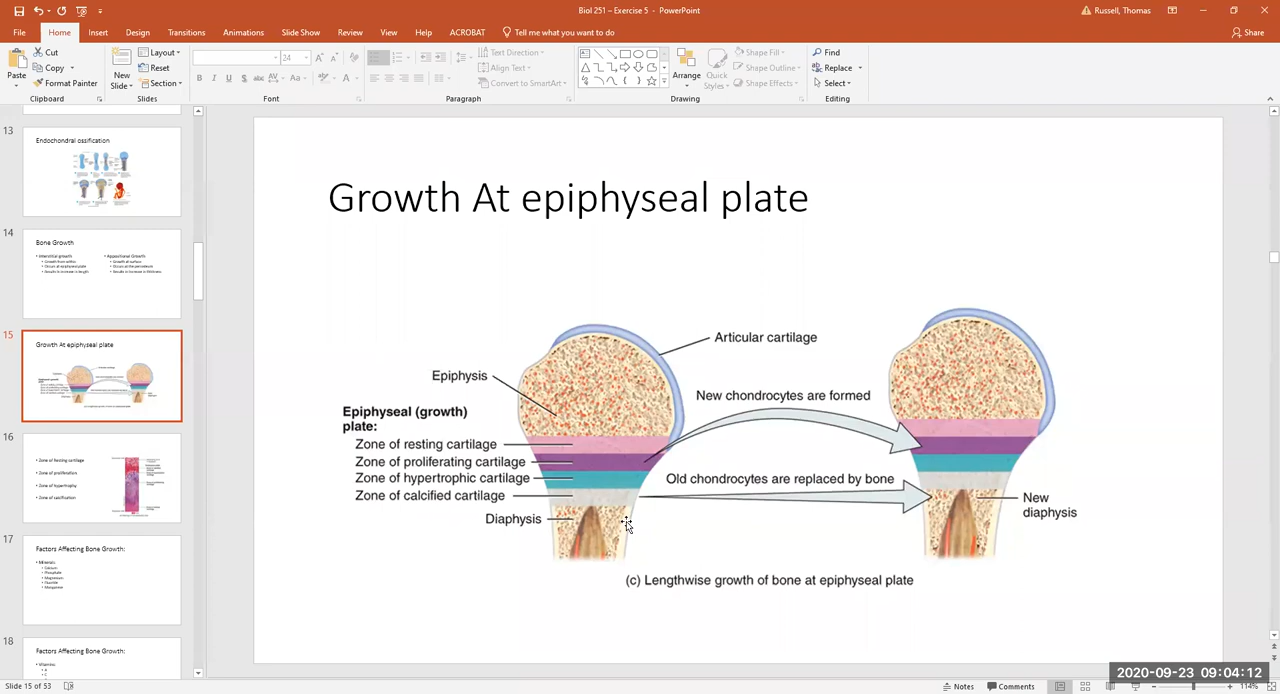 Biol 251 – Exercise 5 - PowerPoint
Russell, Thomas
File Home Insert Design Transitions Animations Slide Show Review View Help ACROBAT Tell me what you want to do Share
Paste
Cut
Copy
Format Painter
Clipboard
New
Slide
Layout
Reset
Section
Slides
24
B I U S abc AV Aa A
Font
Text Direction
Align Text
Convert to SmartArt
Paragraph
Arrange
Quick
Styles
Shape Fill
Shape Outline
Shape Effects
Drawing
Find
Replace
Select
Editing
13
Endochondral ossification
14
Bone Growth
• Interstitial growth
• Growth from within
• Occurs at epiphyseal plate
• Results in increase in length
• Appositional Growth
• Growth at surface
• Occurs at the periosteum
• Results in increase in thickness
15
Growth At epiphyseal plate
16
• Zone of resting cartilage
• Zone of proliferation
• Zone of hypertrophy
• Zone of calcification
17
Factors Affecting Bone Growth:
• Minerals
• Calcium
• Phosphate
• Magnesium
• Fluoride
• Manganese
18
Factors Affecting Bone Growth:
• Vitamins
Growth At epiphyseal plate
Articular cartilage
Epiphysis
New chondrocytes are formed
Epiphyseal (growth)
plate:
Zone of resting cartilage
Zone of proliferating cartilage
Zone of hypertrophic cartilage
Zone of calcified cartilage
Old chondrocytes are replaced by bone
Diaphysis
New
diaphysis
(c) Lengthwise growth of bone at epiphyseal plate
2020-09-23 09:04:12
Slide 15 of 53
Notes
Comments
114%